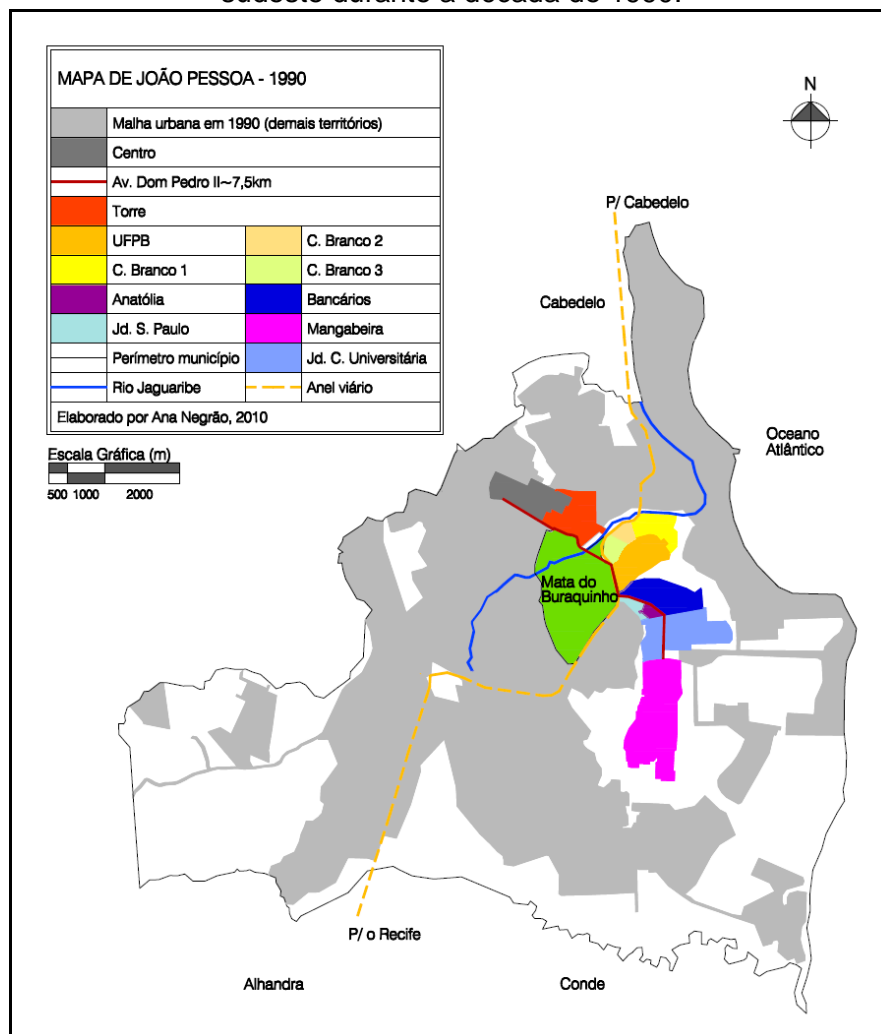 MAPA DE JOÃO PESSOA - 1990
Malha urbana em 1990 (demais territórios)
Centro
Av. Dom Pedro II~7,5km
Torre
UFPB
C. Branco 2
C. Branco 1
C. Branco 3
Anatólia
Bancários
Jd. S. Paulo
Mangabeira
Perímetro município
Jd. C. Universitária
Rio Jaguaribe
Anel viário
Elaborado por Ana Negrão, 2010
Escala Gráfica (m)
500 1000 2000
N
P/ Cabedelo
Cabedelo
Oceano
Atlântico
Mata do
Buraquinho
P/ o Recife
Alhandra
Conde